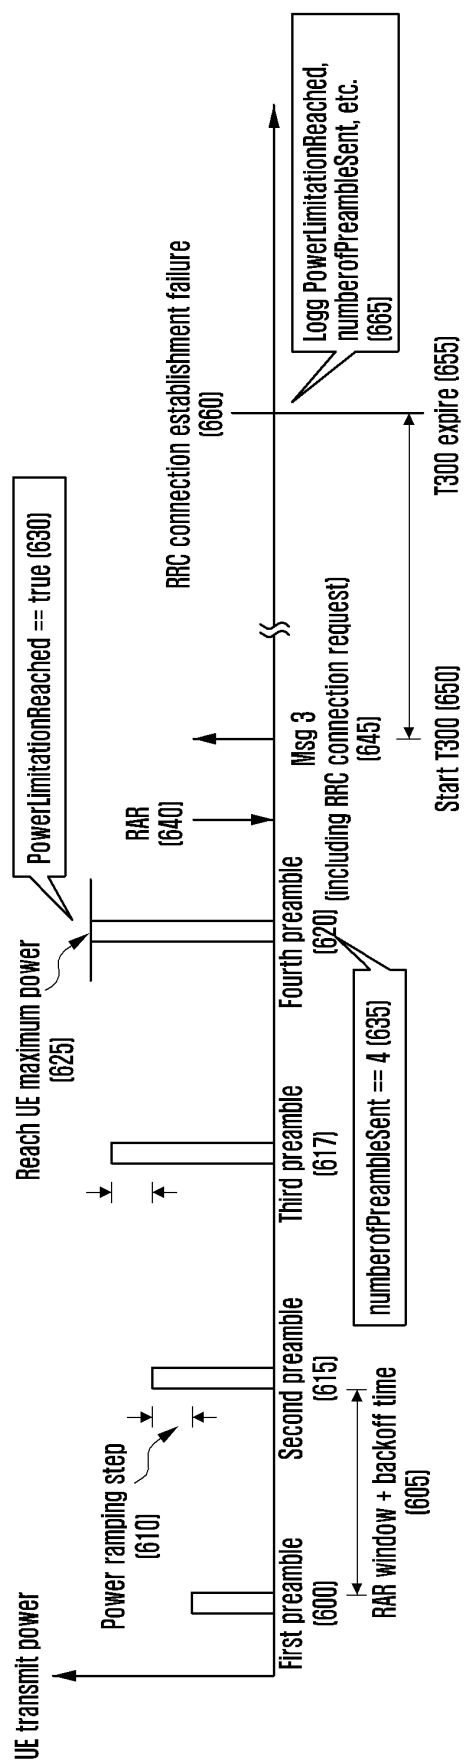 UE transmit power
First preamble
(600)
RAR window + backoff time
(605)
Power ramping step
(610)
Second preamble
(615)
Third preamble
(617)
Reach UE maximum power
(625)
PowerLimitationReached == true (630)
Fourth preamble
(620)
numberofPreambleSent == 4 (635)
RAR
(640)
Msg 3
(including RRC connection request)
(645)
Start T300 (650)
T300 expire (655)
RRC connection establishment failure
(660)
Logg PowerLimitationReached,
numberofPreambleSent, etc.
(665)